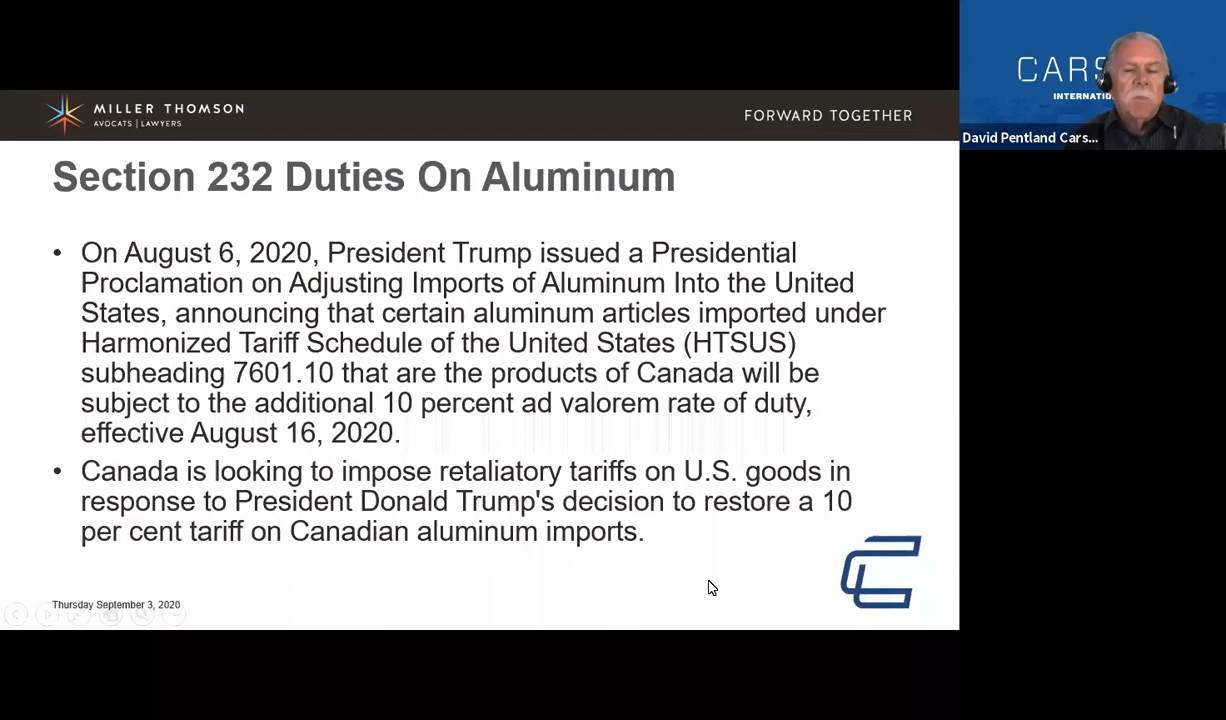 MILLER THOMSON
AVOCATS | LAWYERS
FORWARD TOGETHER
Section 232 Duties On Aluminum
• On August 6, 2020, President Trump issued a Presidential
Proclamation on Adjusting Imports of Aluminum Into the United
States, announcing that certain aluminum articles imported under
Harmonized Tariff Schedule of the United States (HTSUS)
subheading 7601.10 that are the products of Canada will be
subject to the additional 10 percent ad valorem rate of duty,
effective August 16, 2020.
• Canada is looking to impose retaliatory tariffs on U.S. goods in
response to President Donald Trump's decision to restore a 10
per cent tariff on Canadian aluminum imports.
Thursday September 3, 2020
CARS
INTERNATIO
David Pentland Cars...